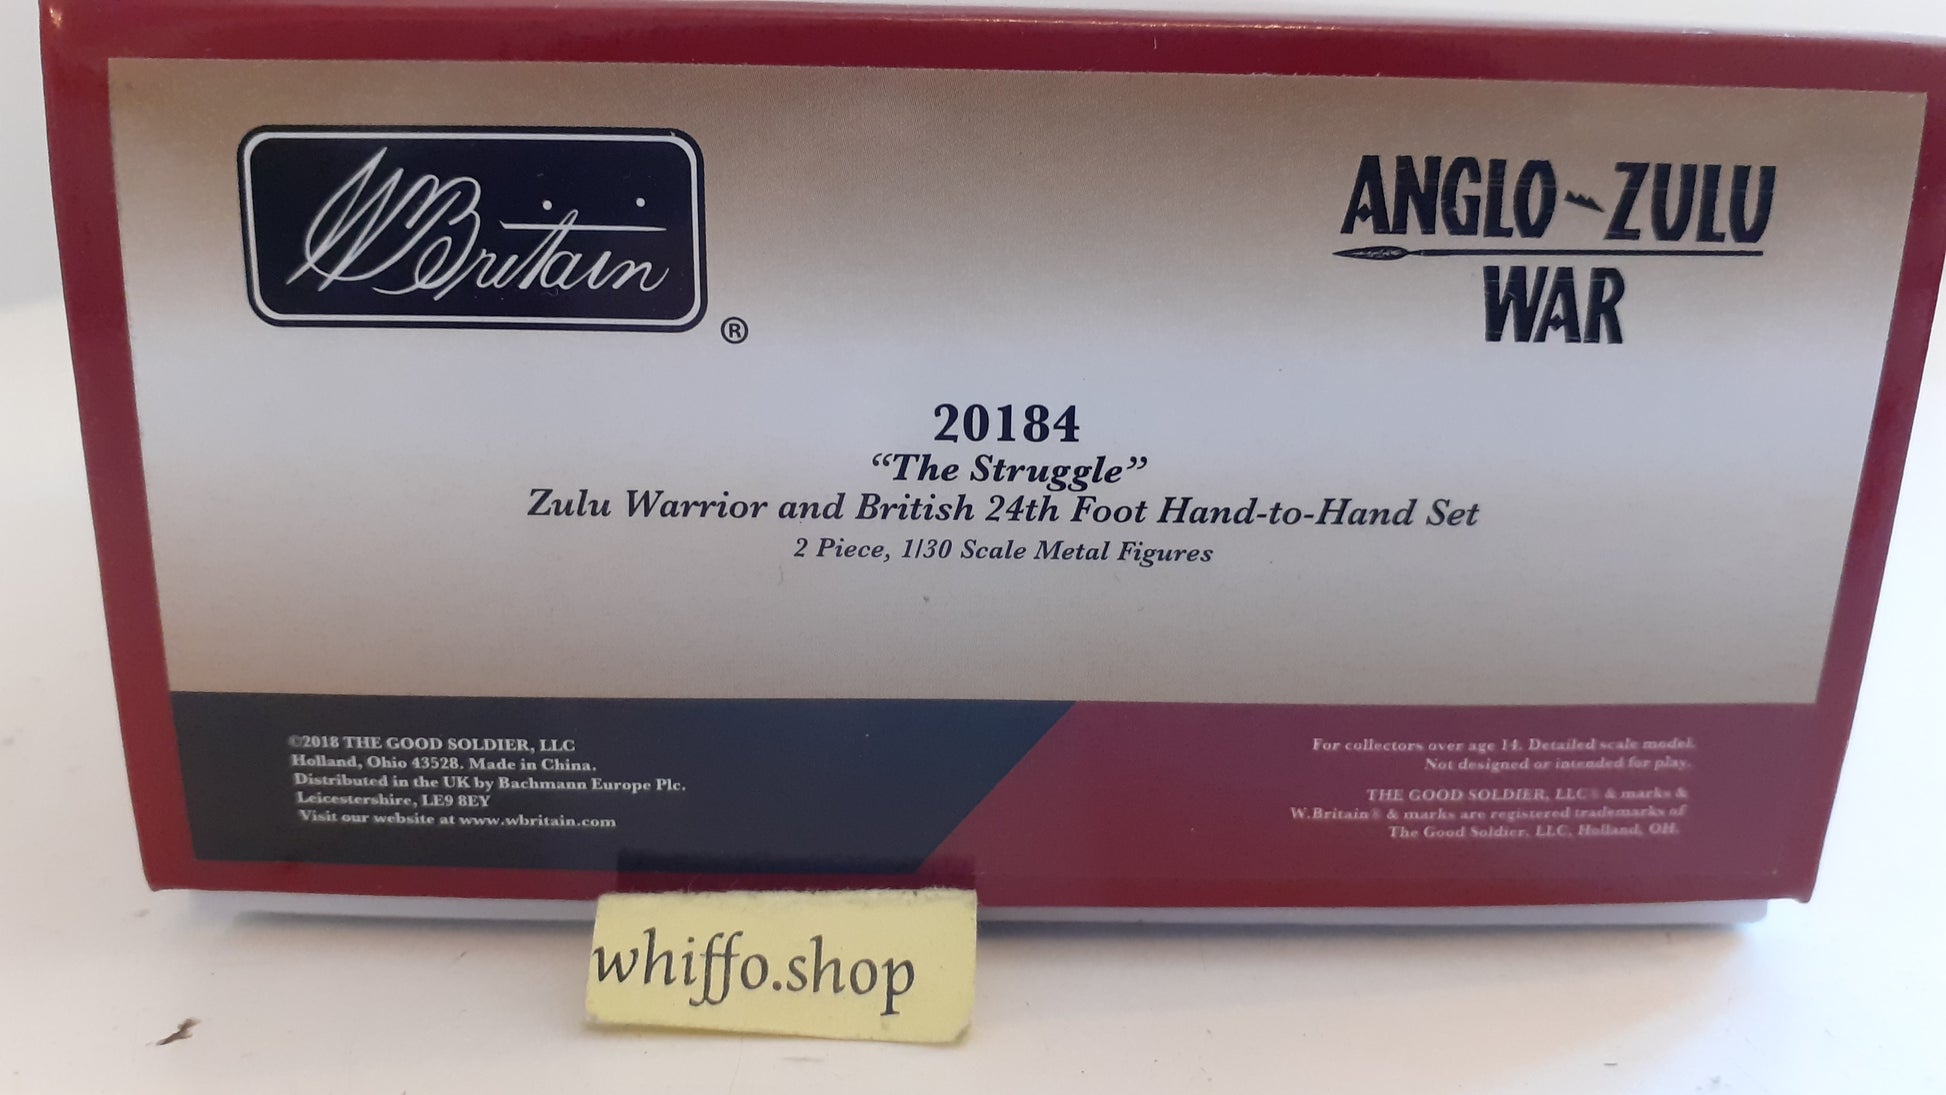 W Britain
®
ANGLO-ZULU
WAR
20184
“The Struggle”
Zulu Warrior and British 24th Foot Hand-to-Hand Set
2 Piece, 1/30 Scale Metal Figures
©2018 THE GOOD SOLDIER, LLC
Holland, Ohio 43528. Made in China.
Distributed in the UK by Bachmann Europe Plc.
Leicestershire, LE9 8EY
Visit our website at www.wbritain.com
For collectors over age 14. Detailed scale model.
Not designed or intended for play.
THE GOOD SOLDIER, LLC® & marks &
W.Britain® & marks are registered trademarks of
The Good Soldier, LLC, Holland, OH.
whiffo.shop